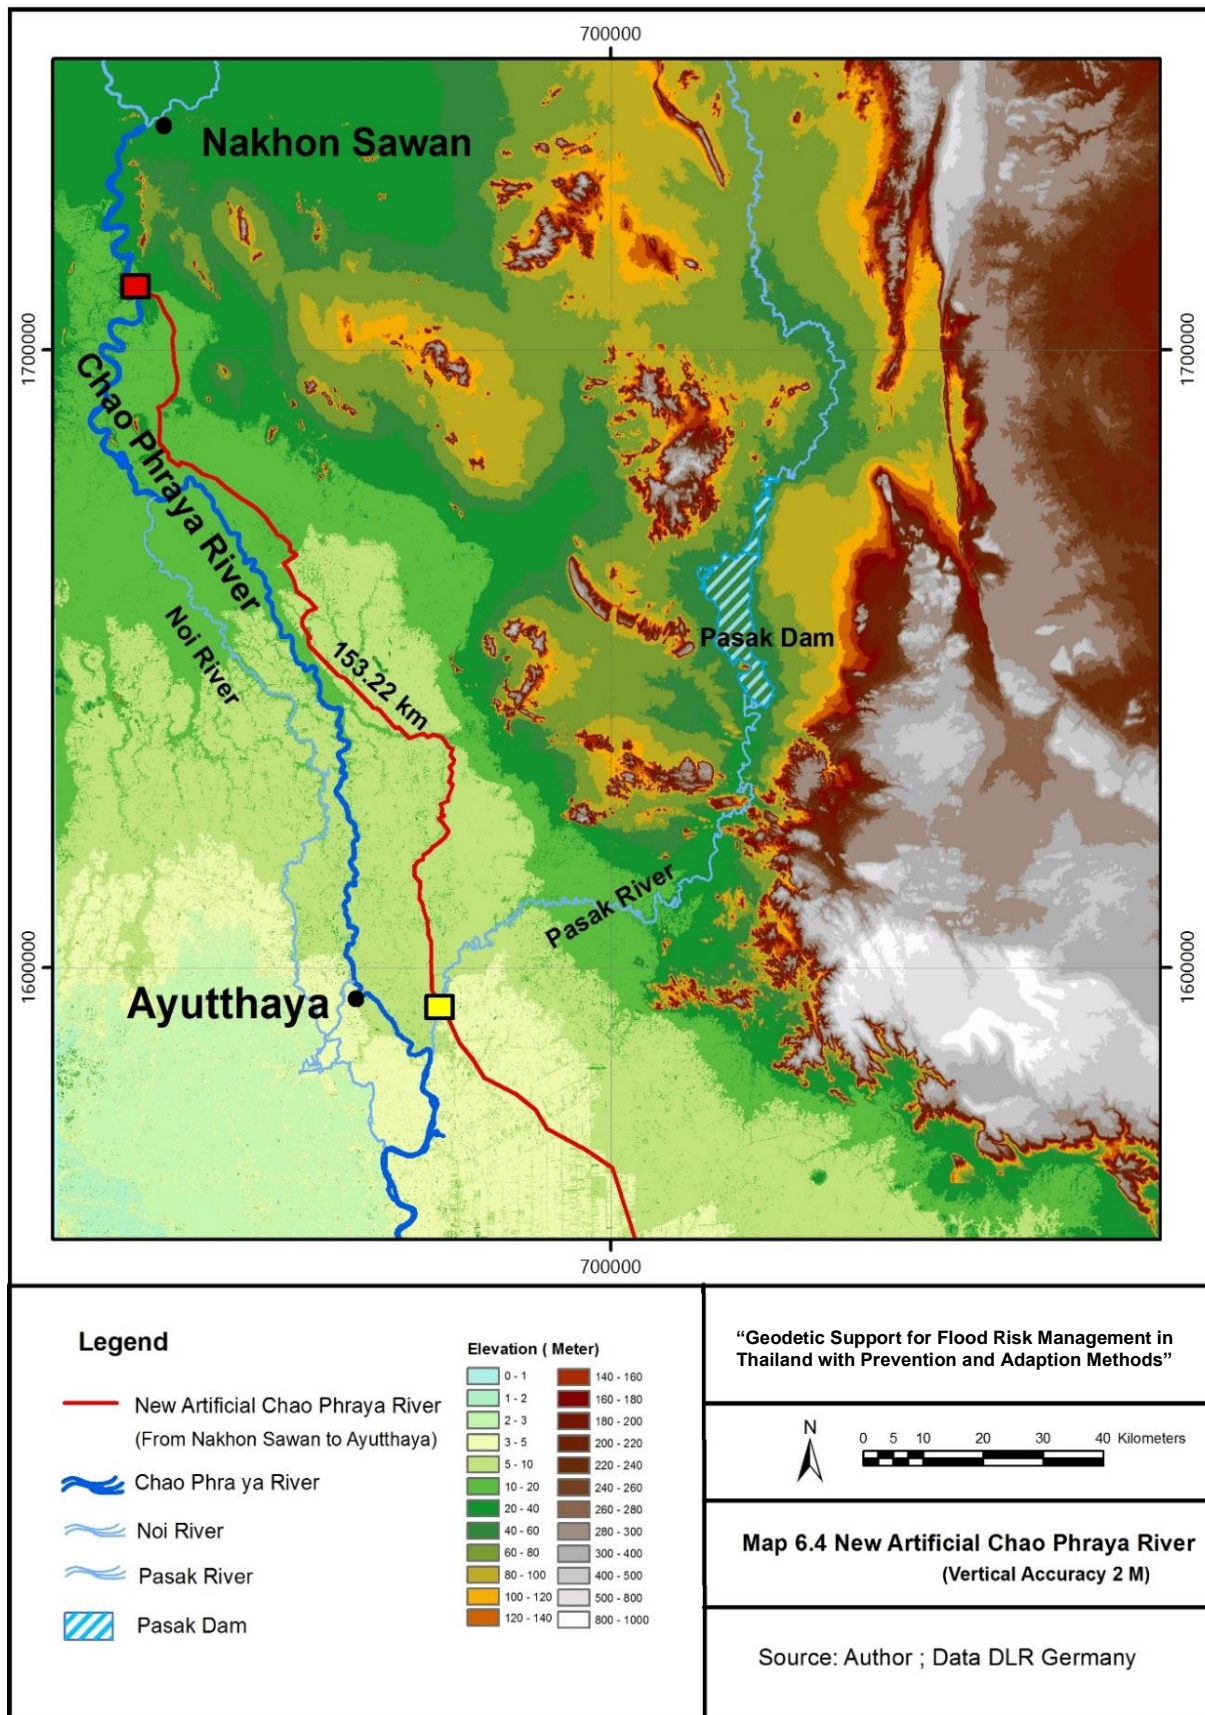 700000
Nakhon Sawan
1700000
1700000
Chao Phraya River
Noi River
153.22 km
Pasak Dam
Pasak River
1600000
1600000
Ayutthaya
700000
Legend
New Artificial Chao Phraya River
(From Nakhon Sawan to Ayutthaya)
Chao Phra ya River
Noi River
Pasak River
Pasak Dam
Elevation ( Meter)
0 - 1
1 - 2
2 - 3
3 - 5
5 - 10
10 - 20
20 - 40
40 - 60
60 - 80
80 - 100
100 - 120
120 - 140
140 - 160
160 - 180
180 - 200
200 - 220
220 - 240
240 - 260
260 - 280
280 - 300
300 - 400
400 - 500
500 - 800
800 - 1000
“Geodetic Support for Flood Risk Management in
Thailand with Prevention and Adaption Methods”
N
0 5 10 20 30 40 Kilometers
Map 6.4 New Artificial Chao Phraya River
(Vertical Accuracy 2 M)
Source: Author ; Data DLR Germany